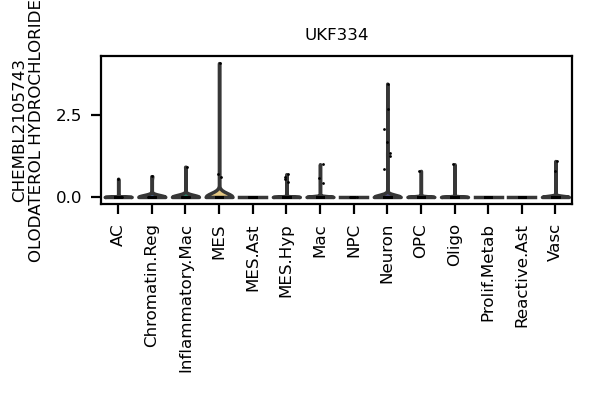 UKF334
CHEMBL2105743
OLODATEROL HYDROCHLORIDE
2.5
0.0
AC
Chromatin.Reg
Inflammatory.Mac
MES
MES.Ast
MES.Hyp
Mac
NPC
Neuron
OPC
Oligo
Prolif.Metab
Reactive.Ast
Vasc